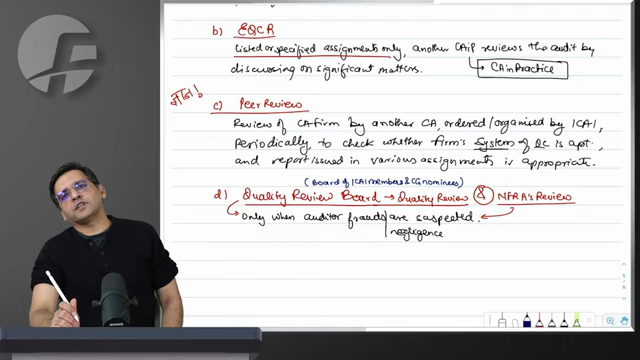 b) EQCR
Listed or specified assignments only, another CAiP reviews the audit by
discussing on significant matters.
CA in Practice
c) Peer Review
Review of CA firm by another CA, ordered/organised by ICAI,
Periodically, to check whether firm's System of QC is apt.
and report issued in various assignments is appropriate.
(Board of ICAI members & CG nominees)
d) Quality Review Board → Quality Review & NFRA's Review
Only when auditor frauds are suspected.
negligence